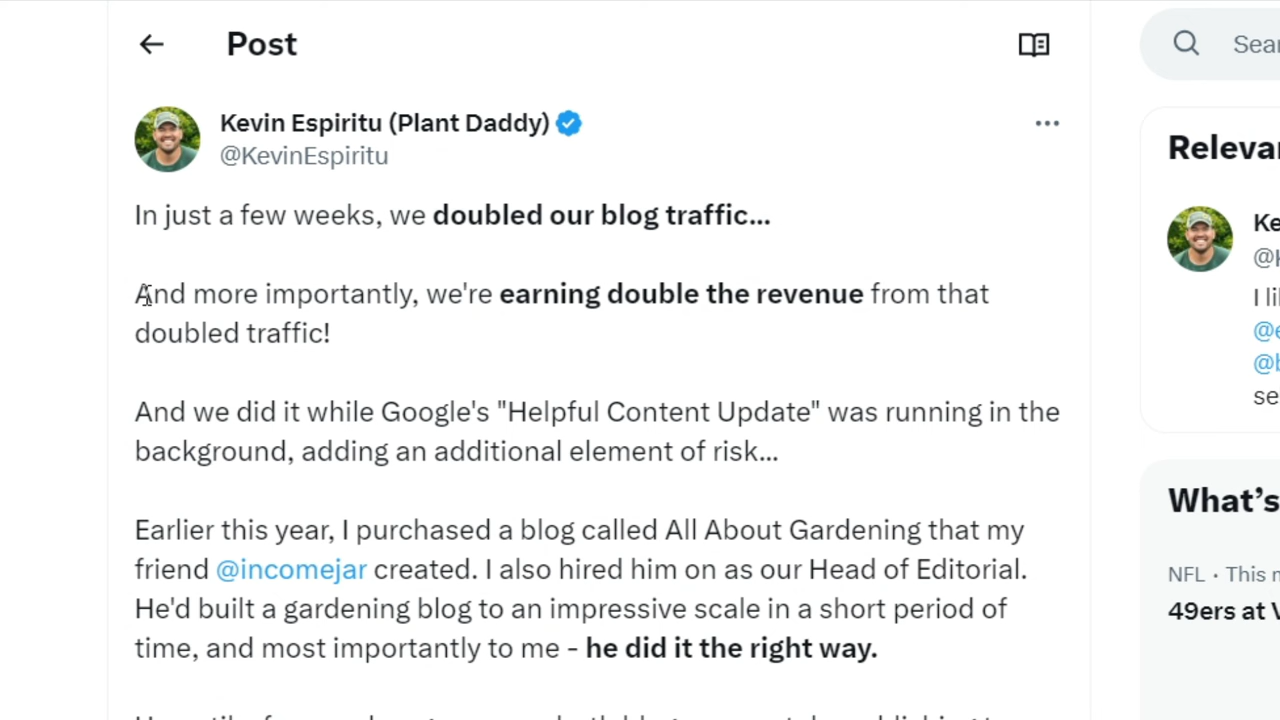 Post
Kevin Espiritu (Plant Daddy)
@KevinEspiritu
In just a few weeks, we doubled our blog traffic...
And more importantly, we're earning double the revenue from that
doubled traffic!
And we did it while Google's "Helpful Content Update" was running in the
background, adding an additional element of risk...
Earlier this year, I purchased a blog called All About Gardening that my
friend @incomejar created. I also hired him on as our Head of Editorial.
He'd built a gardening blog to an impressive scale in a short period of
time, and most importantly to me - he did it the right way.
Sear
Releva
Ke
@K
I li
@e
@b
se
What's
NFL · This
49ers at